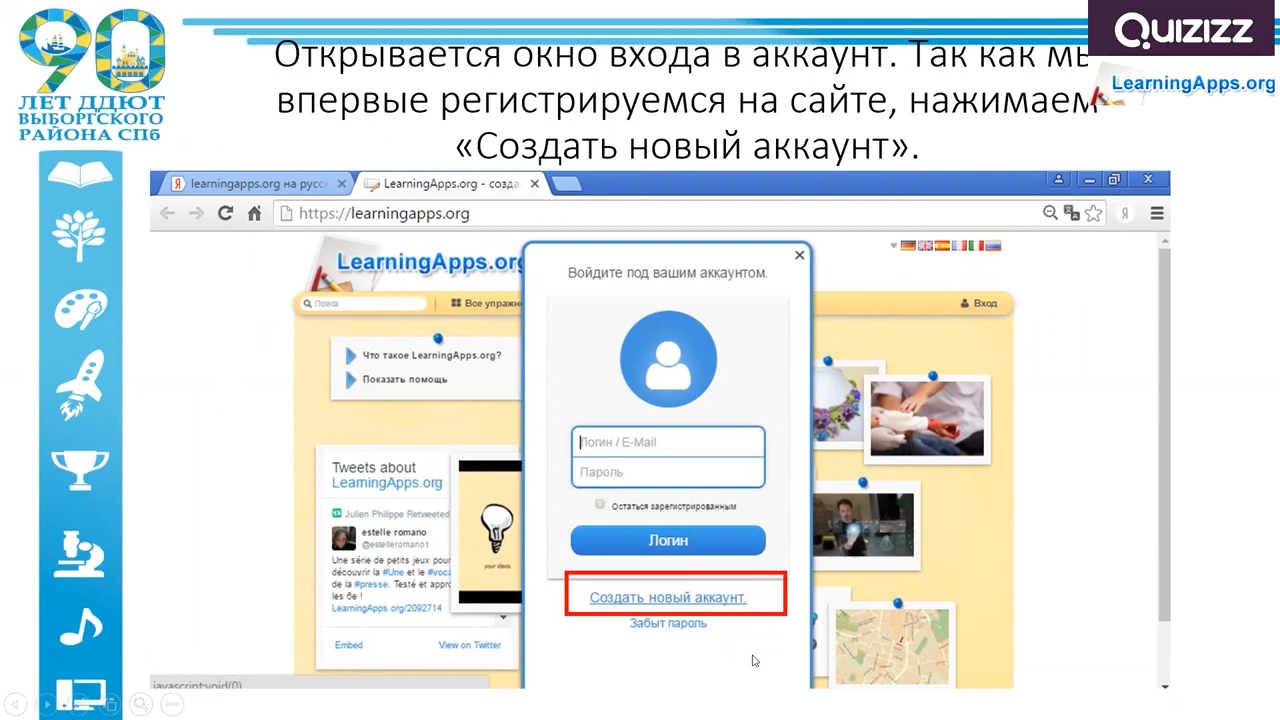 90
ЛЕТ ДДЮТ
ВЫБОРГСКОГО
РАЙОНА СПб
QUIZIZZ
LearningApps.org
Открывается окно входа в аккаунт. Так как мы
впервые регистрируемся на сайте, нажимаем
«Создать новый аккаунт».
learningapps.org на русс
LearningApps.org - созда
https://learningapps.org
LearningApps.org
Поиск
Все упражн
Вход
Что такое LearningApps.org?
Показать помощь
Войдите под вашим аккаунтом.
Логин / E-Mail
Пароль
Остаться зарегистрированным
Логин
Создать новый аккаунт.
Забыт пароль
Tweets about
LearningApps.org
Julien Philippe Retweeted
estelle romano
@estelleromano1
Une série de petits jeux pour
découvrir la #Une et le #voca
de la #presse. Testé et appro
les 6e !
LearningApps.org/2092714
Embed
View on Twitter
your ideas
javascript:void(0)